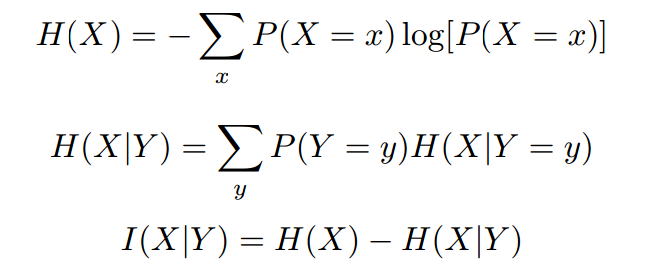 H(X) = − ∑_x P(X = x) log[P(X = x)]
H(X|Y) = ∑_y P(Y = y)H(X|Y = y)
I(X|Y) = H(X) − H(X|Y)